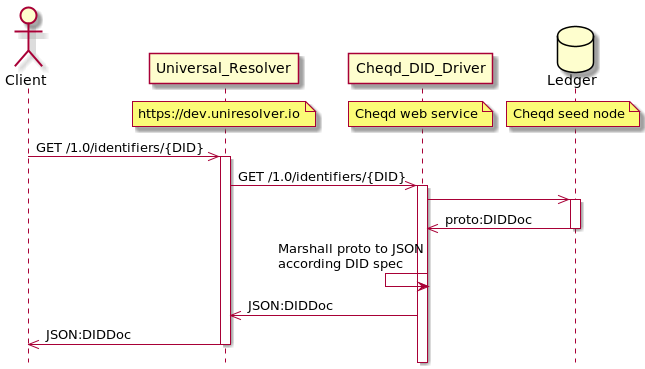 Client
Universal_Resolver
Cheqd_DID_Driver
Ledger
https://dev.uniresolver.io
Cheqd web service
Cheqd seed node
GET /1.0/identifiers/{DID}
GET /1.0/identifiers/{DID}
proto:DIDDoc
Marshall proto to JSON
according DID spec
JSON:DIDDoc
JSON:DIDDoc